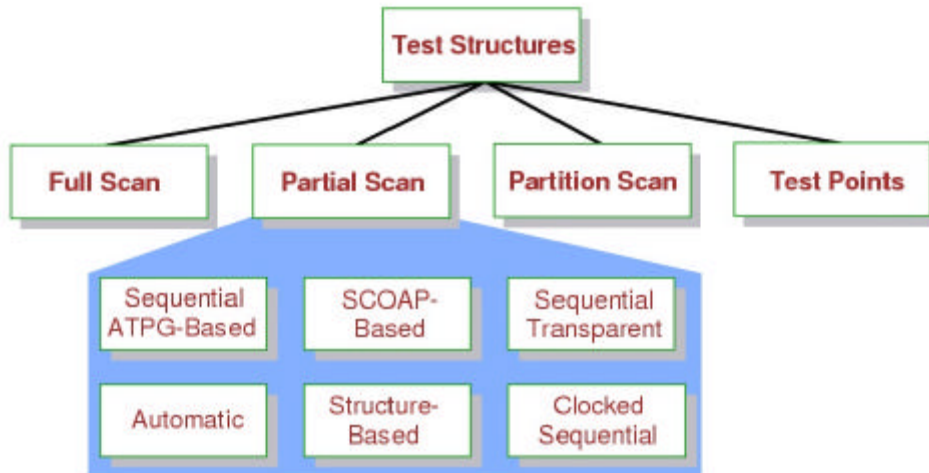 Test Structures
Full Scan
Partial Scan
Partition Scan
Test Points
Sequential
ATPG-Based
SCOAP-
Based
Sequential
Transparent
Automatic
Structure-
Based
Clocked
Sequential